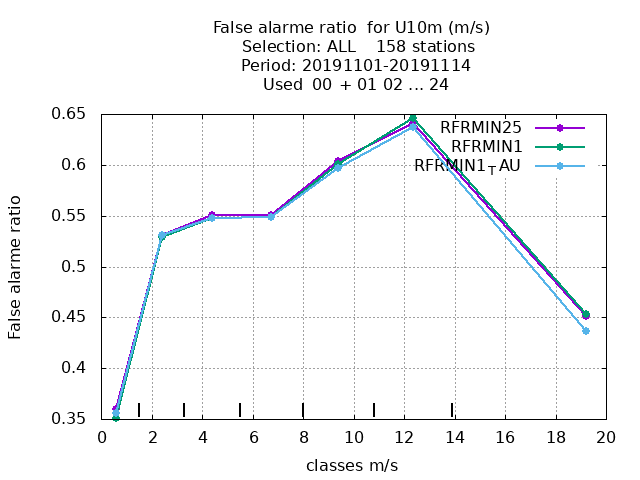 False alarme ratio  for U10m (m/s)
Selection: ALL    158 stations
Period: 20191101-20191114
Used  00  + 01 02 ... 24
0.65
RFRMIN25
RFRMIN1
0.6
RFRMIN1TAU
0.55
0.5
0.45
0.4
0.35
False alarme ratio
0 2 4 6 8 10 12 14 16 18 20
classes m/s